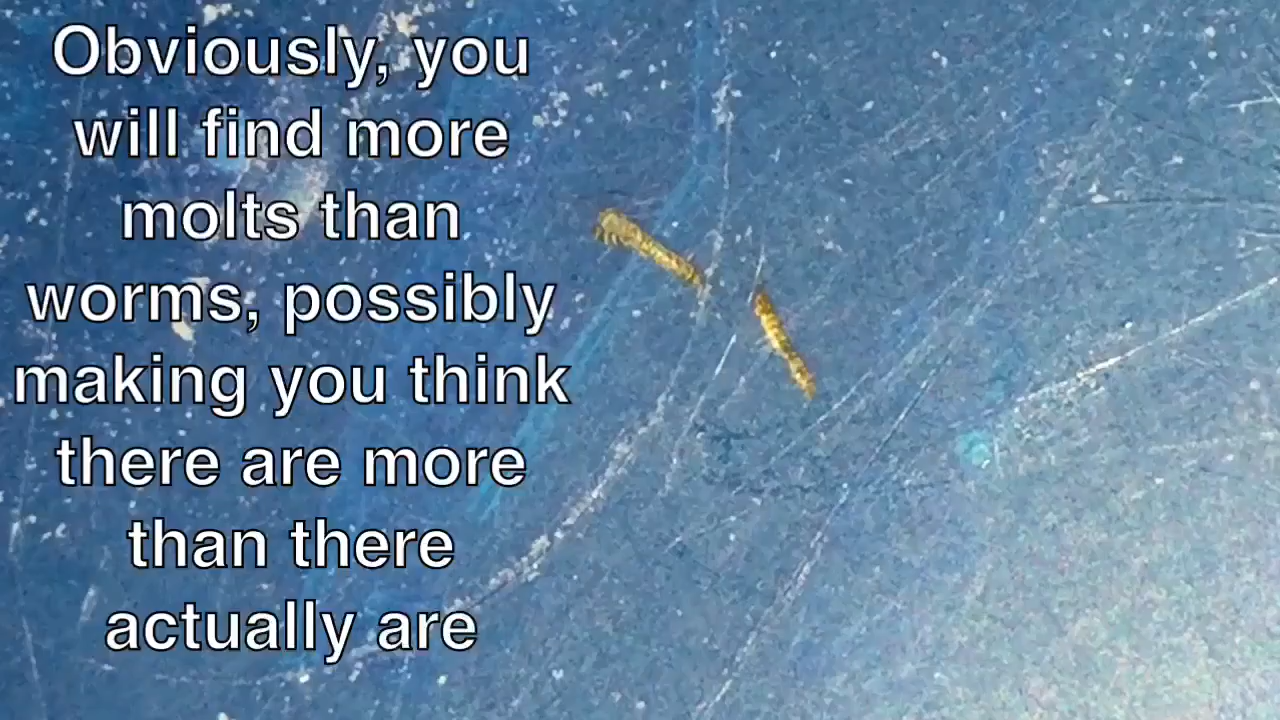 Obviously, you
will find more
molts than
worms, possibly
making you think
there are more
than there
actually are